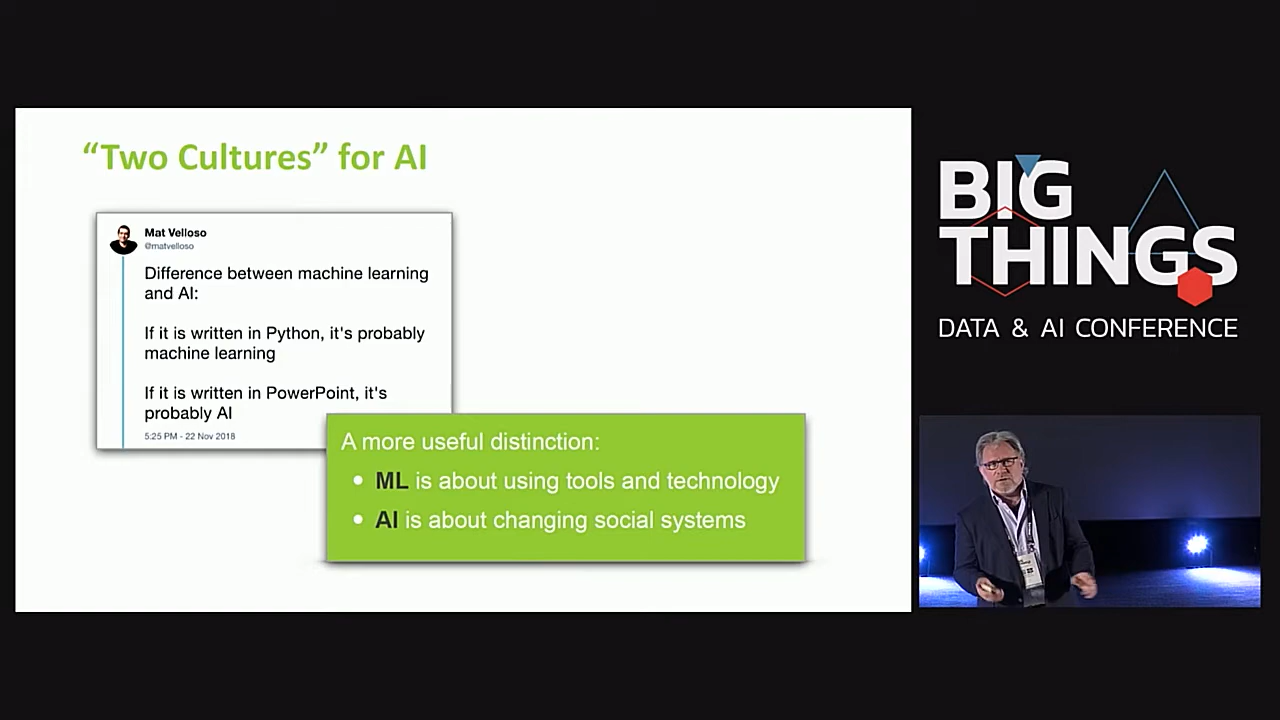 “Two Cultures” for AI
Mat Velloso
@matvelloso
Difference between machine learning
and AI:
If it is written in Python, it's probably
machine learning
If it is written in PowerPoint, it's
probably AI
5:25 PM - 22 Nov 2018
A more useful distinction:
• ML is about using tools and technology
• AI is about changing social systems
BIG
THINGS
DATA & AI CONFERENCE